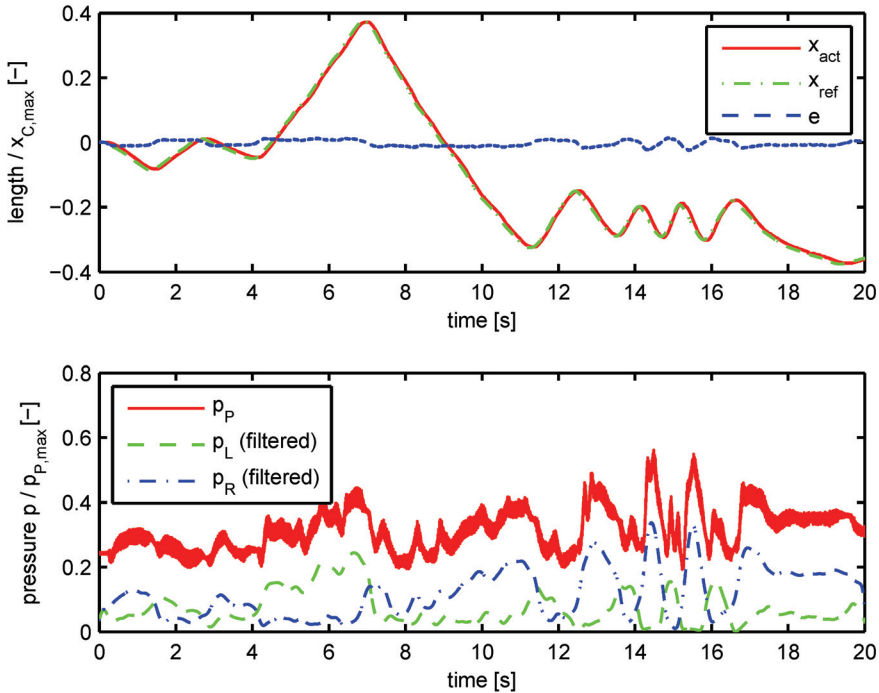 0.4
0.2
0
−0.2
−0.4
length / x_C,max [−]
x_act
x_ref
e
0 2 4 6 8 10 12 14 16 18 20
time [s]
0.8
0.6
0.4
0.2
0
pressure p / p_P,max [−]
p_P
p_L (filtered)
p_R (filtered)
0 2 4 6 8 10 12 14 16 18 20
time [s]